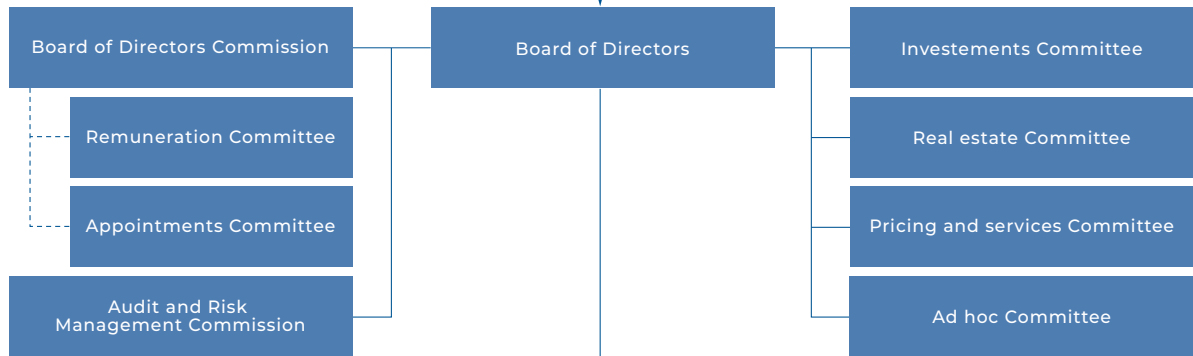 Board of Directors Commission
Board of Directors
Investements Committee
Remuneration Committee
Real estate Committee
Appointments Committee
Pricing and services Committee
Audit and Risk
Management Commission
Ad hoc Committee